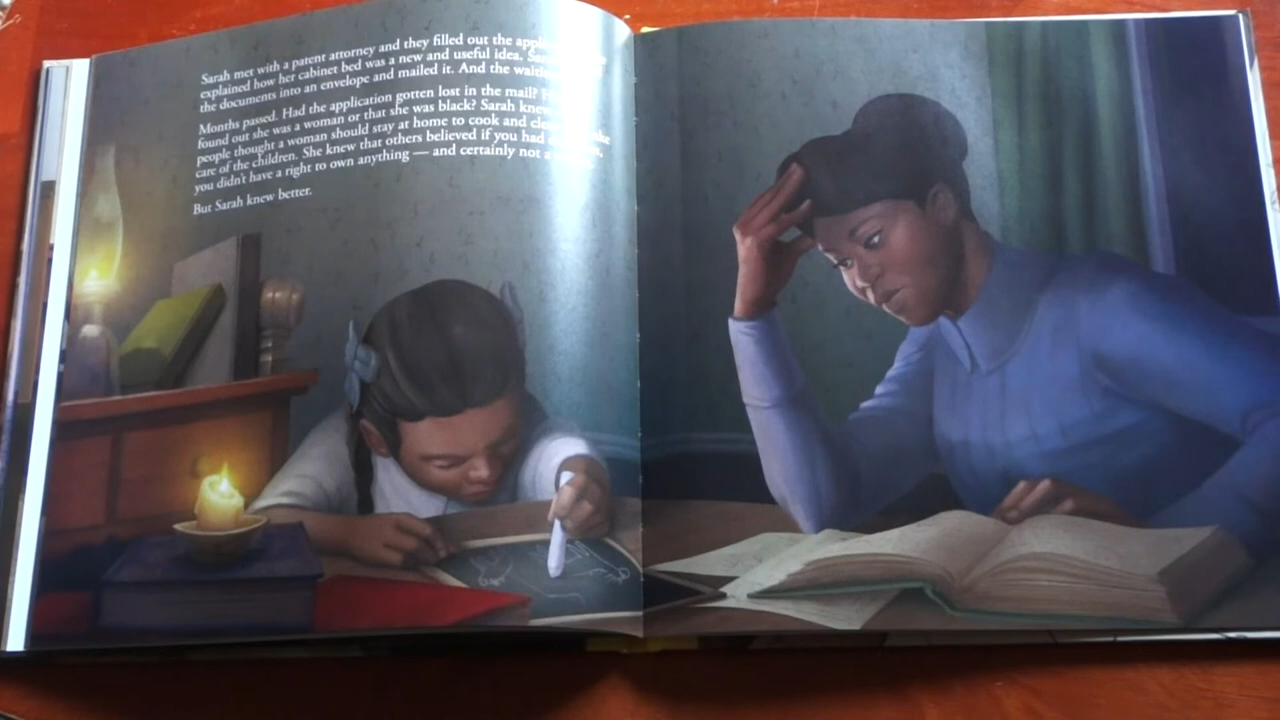 Sarah met with a patent attorney and they filled out the
explained how her cabinet bed was a new and useful idea.
the documents into an envelope and mailed it. And the
Months passed. Had the application gotten lost in the mail?
found out she was a woman or that she was black? Sarah knew
people thought a woman should stay at home to cook and
care of the children. She knew that others believed if you had
you didn't have a right to own anything — and certainly not a
But Sarah knew better.